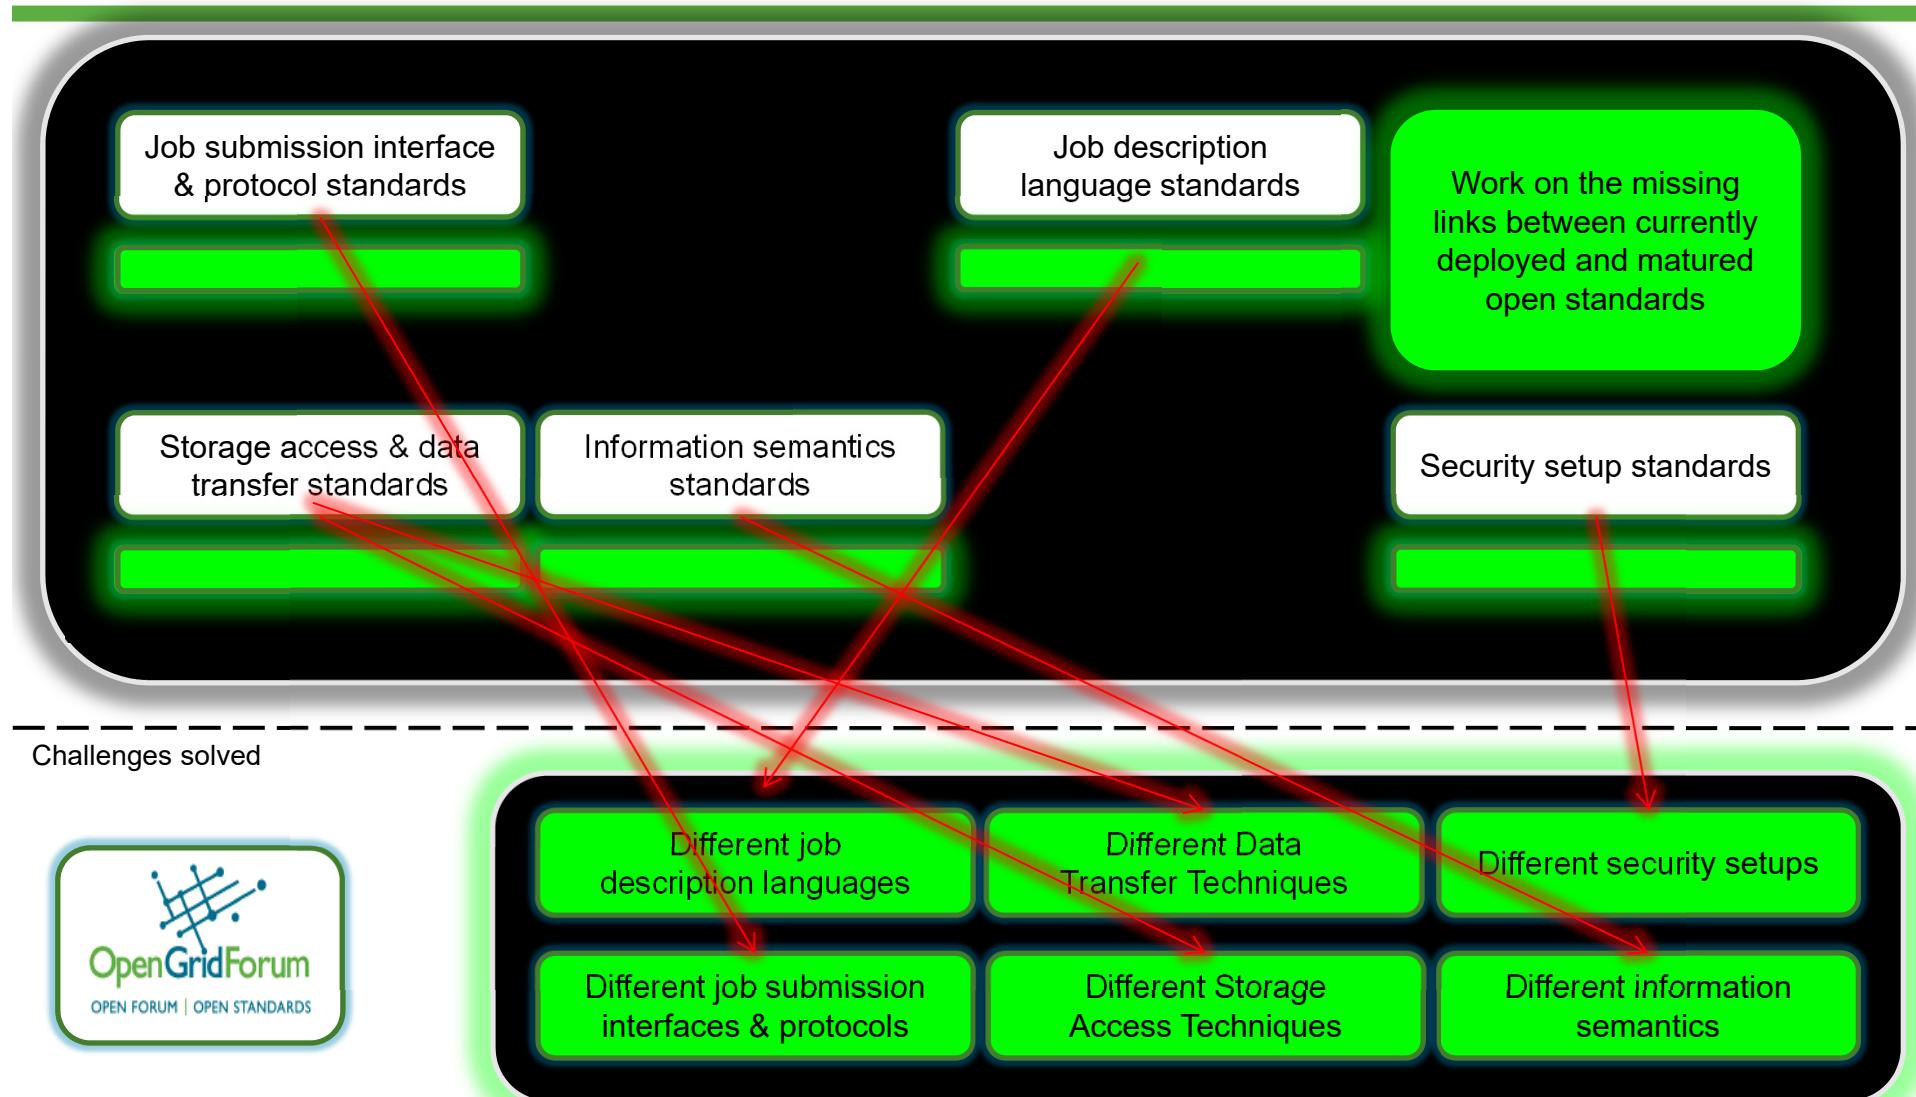 Job submission interface
& protocol standards
Job description
language standards
Work on the missing
links between currently
deployed and matured
open standards
Storage access & data
transfer standards
Information semantics
standards
Security setup standards
Challenges solved
Different job
description languages
Different Data
Transfer Techniques
Different security setups
OpenGridForum
OPEN FORUM | OPEN STANDARDS
Different job submission
interfaces & protocols
Different Storage
Access Techniques
Different information
semantics